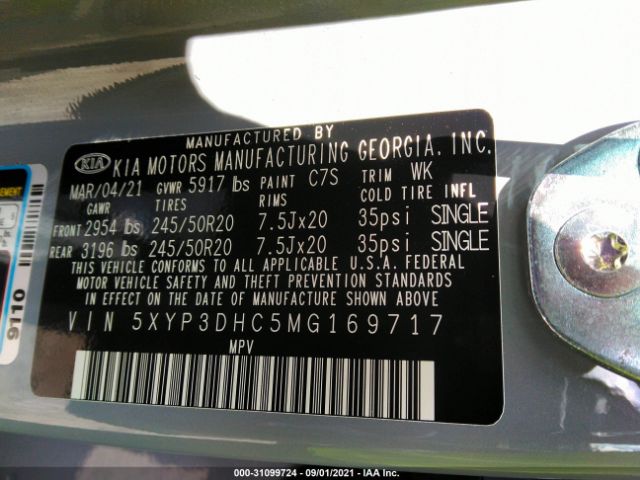 MANUFACTURED BY
KIA KIA MOTORS MANUFACTURING GEORGIA, INC.
MAR/04/21 GVWR 5917 lbs PAINT C7S TRIM WK
GAWR TIRES RIMS COLD TIRE INFL
FRONT 2954 lbs 245/50R20 7.5Jx20 35psi SINGLE
REAR 3196 lbs 245/50R20 7.5Jx20 35psi SINGLE
THIS VEHICLE CONFORMS TO ALL APPLICABLE U.S.A. FEDERAL
MOTOR VEHICLE SAFETY AND THEFT PREVENTION STANDARDS
IN EFFECT ON THE DATE OF MANUFACTURE SHOWN ABOVE
VIN 5XYP3DHC5MG169717
MPV
9110
000-31099724 - 09/01/2021 - IAA Inc.